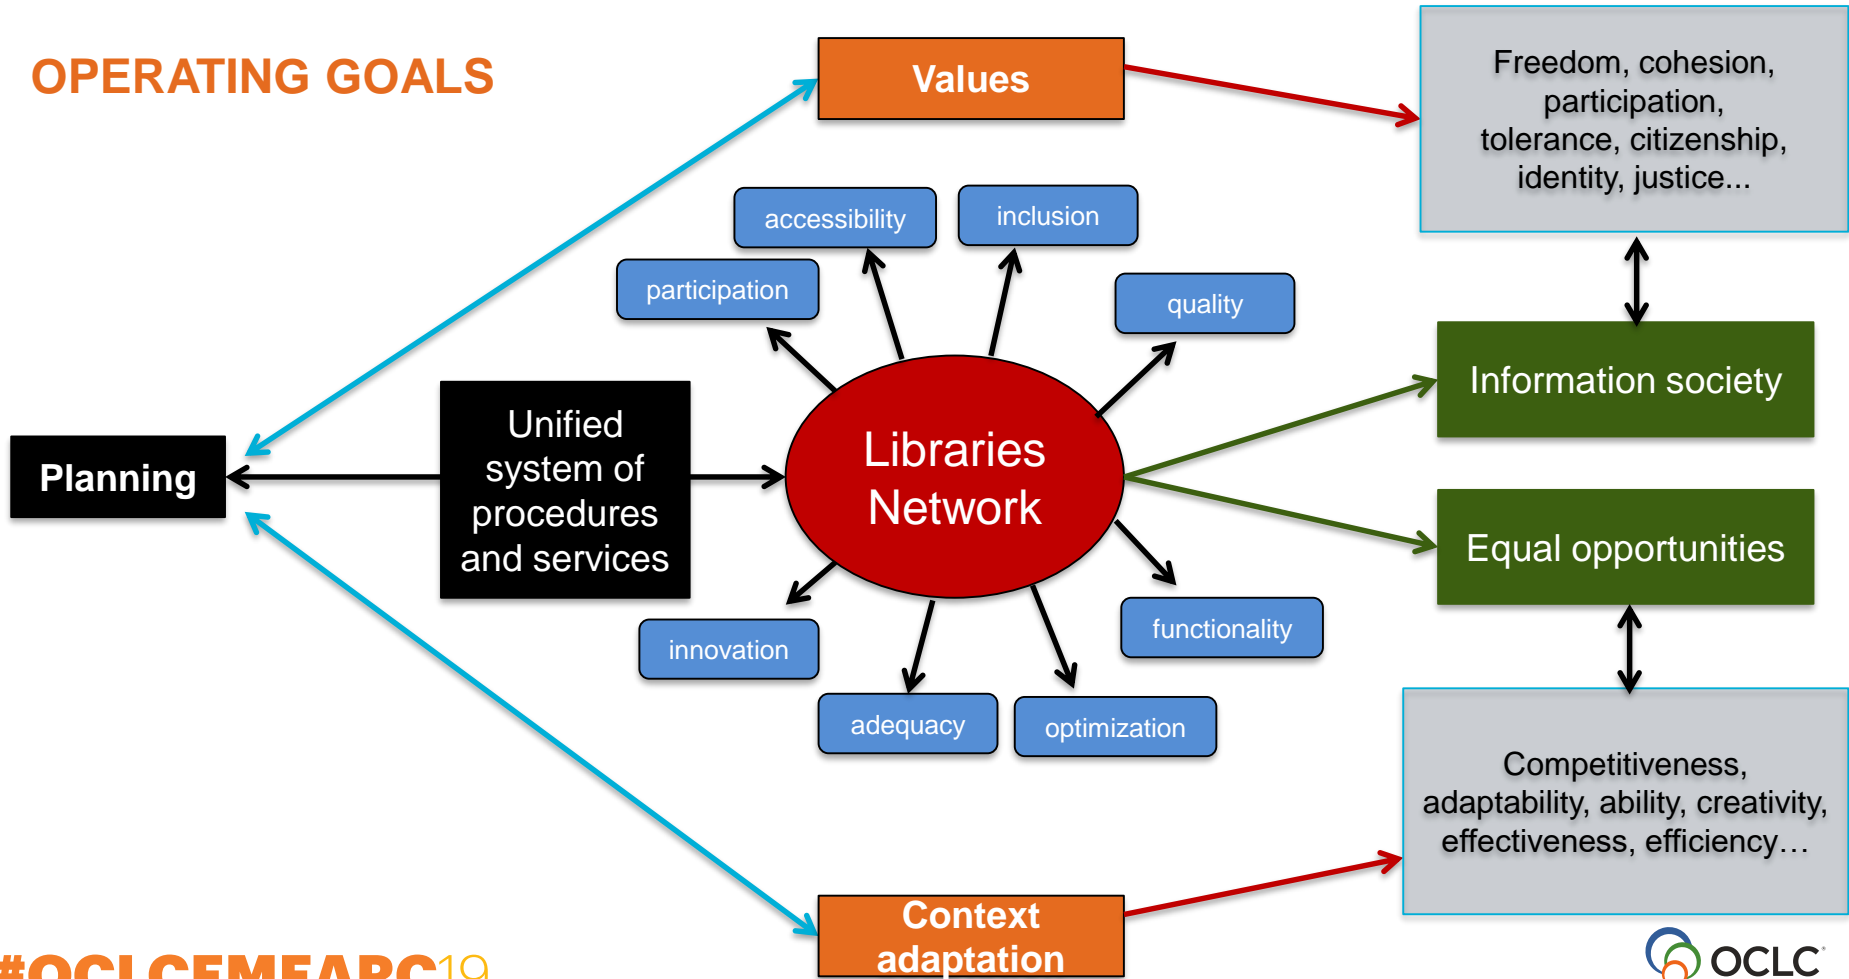 OPERATING GOALS
Values
Freedom, cohesion,
participation,
tolerance, citizenship,
identity, justice...
accessibility
inclusion
participation
quality
Information society
Planning
Unified
system of
procedures
and services
Libraries
Network
Equal opportunities
innovation
functionality
adequacy
optimization
Competitiveness,
adaptability, ability, creativity,
effectiveness, efficiency…
Context
adaptation
#OCLCEMEARC19
OCLC